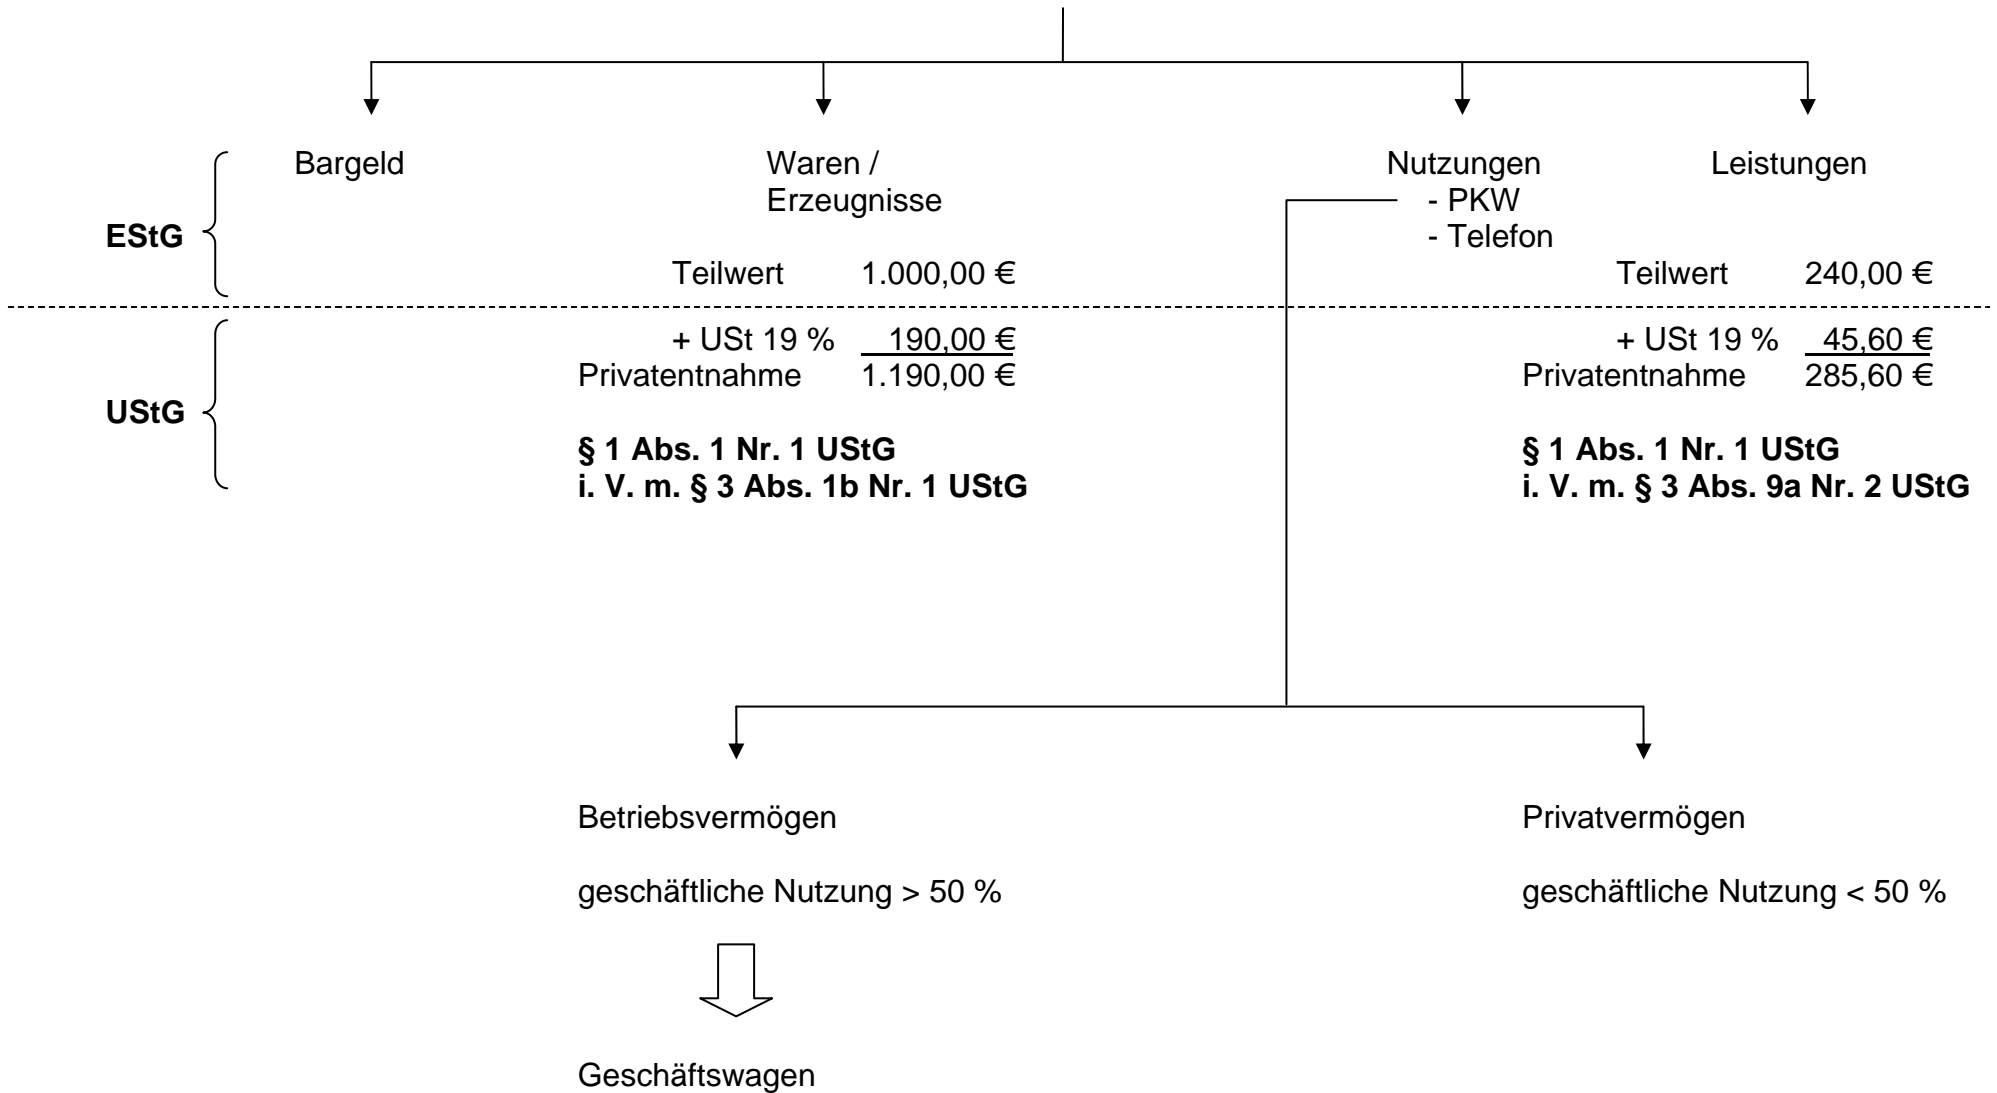 Bargeld
Waren /
Erzeugnisse
Nutzungen
- PKW
- Telefon
Leistungen
EStG
Teilwert 1.000,00 €
Teilwert 240,00 €
+ USt 19 % 190,00 €
Privatentnahme 1.190,00 €
+ USt 19 % 45,60 €
Privatentnahme 285,60 €
UStG
§ 1 Abs. 1 Nr. 1 UStG
i. V. m. § 3 Abs. 1b Nr. 1 UStG
§ 1 Abs. 1 Nr. 1 UStG
i. V. m. § 3 Abs. 9a Nr. 2 UStG
Betriebsvermögen
geschäftliche Nutzung > 50 %
Privatvermögen
geschäftliche Nutzung < 50 %
Geschäftswagen